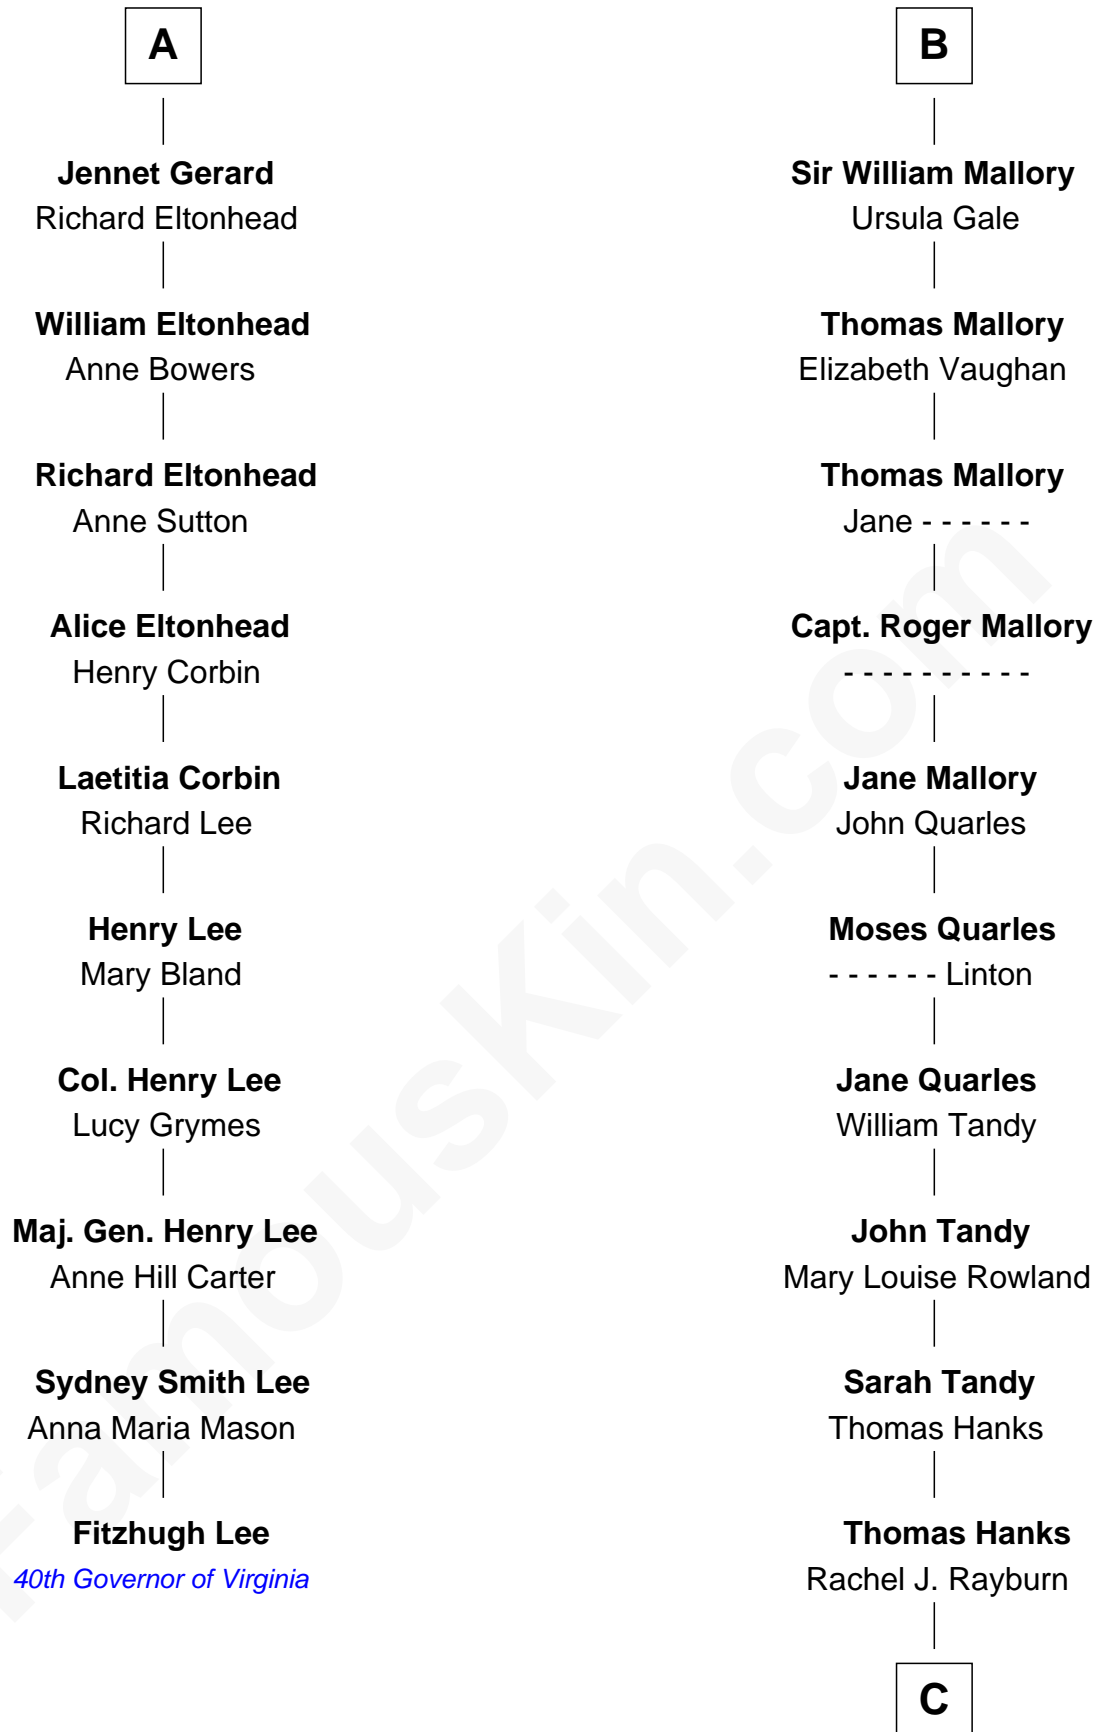 A
Jennet Gerard
Richard Eltonhead
William Eltonhead
Anne Bowers
Richard Eltonhead
Anne Sutton
Alice Eltonhead
Henry Corbin
Laetitia Corbin
Richard Lee
Henry Lee
Mary Bland
Col. Henry Lee
Lucy Grymes
Maj. Gen. Henry Lee
Anne Hill Carter
Sydney Smith Lee
Anna Maria Mason
Fitzhugh Lee
40th Governor of Virginia
B
Sir William Mallory
Ursula Gale
Thomas Mallory
Elizabeth Vaughan
Thomas Mallory
Jane - - - - - -
Capt. Roger Mallory
- - - - - - - - - -
Jane Mallory
John Quarles
Moses Quarles
- - - - - - Linton
Jane Quarles
William Tandy
John Tandy
Mary Louise Rowland
Sarah Tandy
Thomas Hanks
Thomas Hanks
Rachel J. Rayburn
C
FamousKin.com